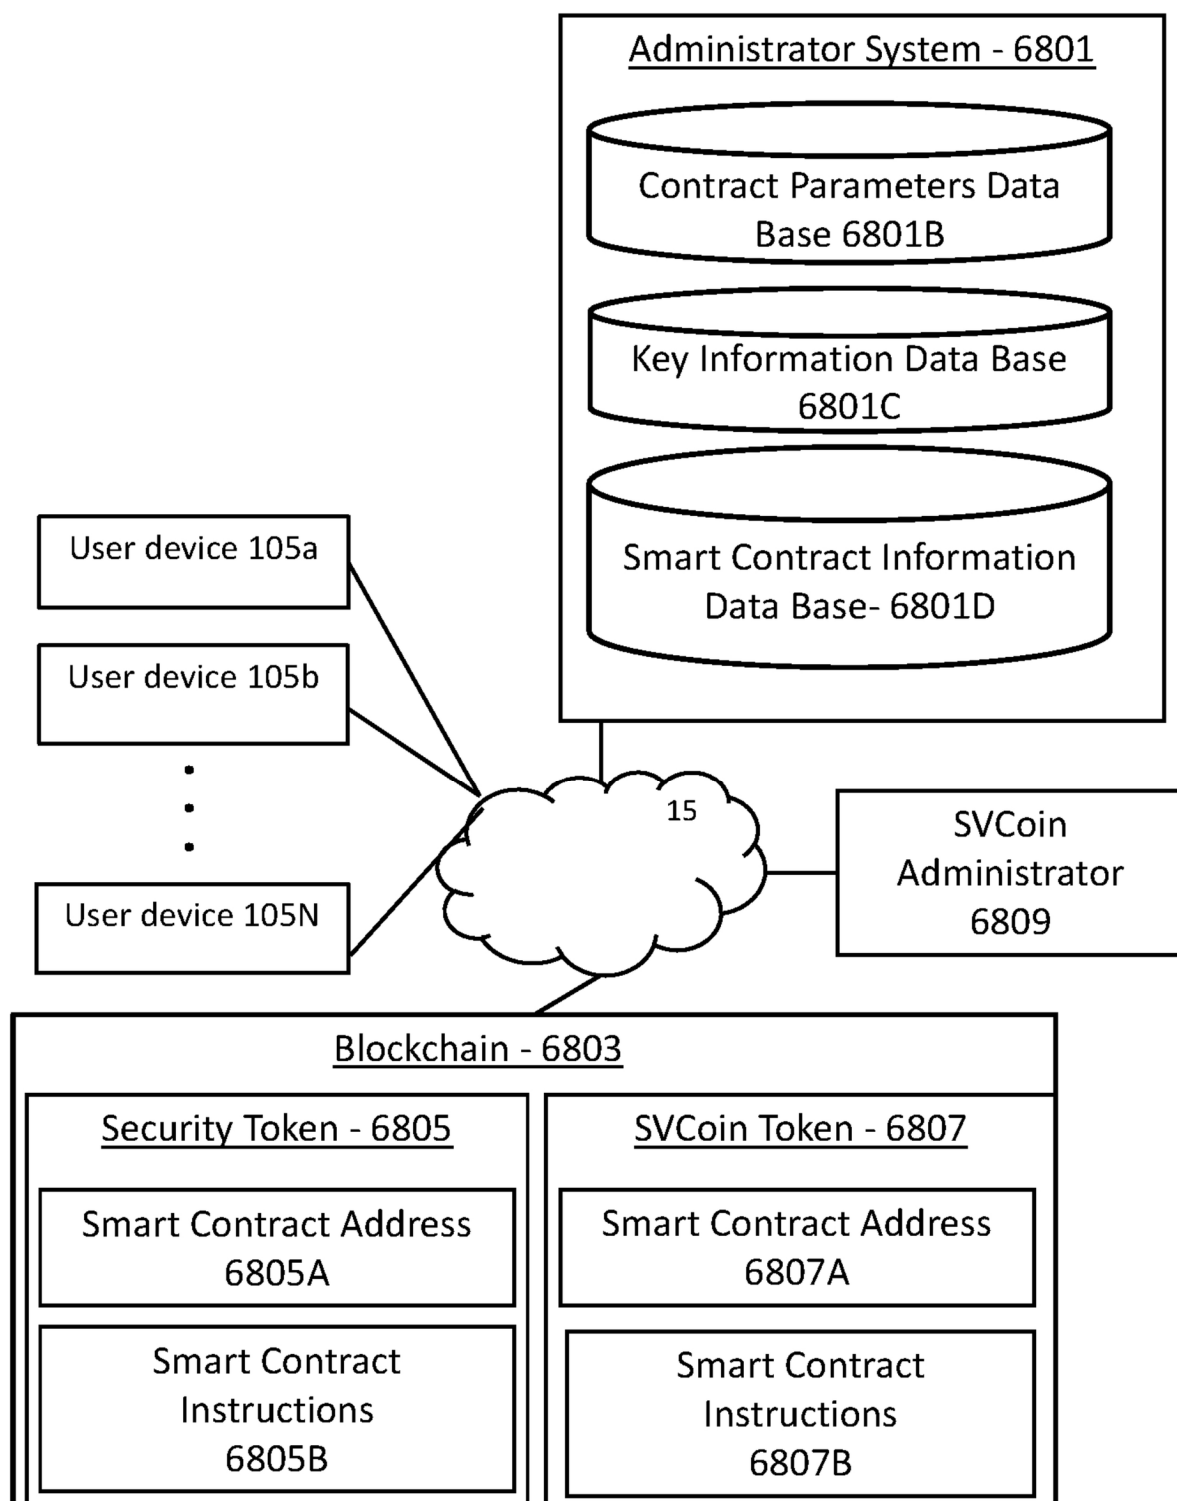 Administrator System - 6801
Contract Parameters Data
Base 6801B
Key Information Data Base
6801C
Smart Contract Information
Data Base- 6801D
User device 105a
User device 105b
User device 105N
15
SVCoin
Administrator
6809
Blockchain - 6803
Security Token - 6805
Smart Contract Address
6805A
Smart Contract
Instructions
6805B
SVCoin Token - 6807
Smart Contract Address
6807A
Smart Contract
Instructions
6807B